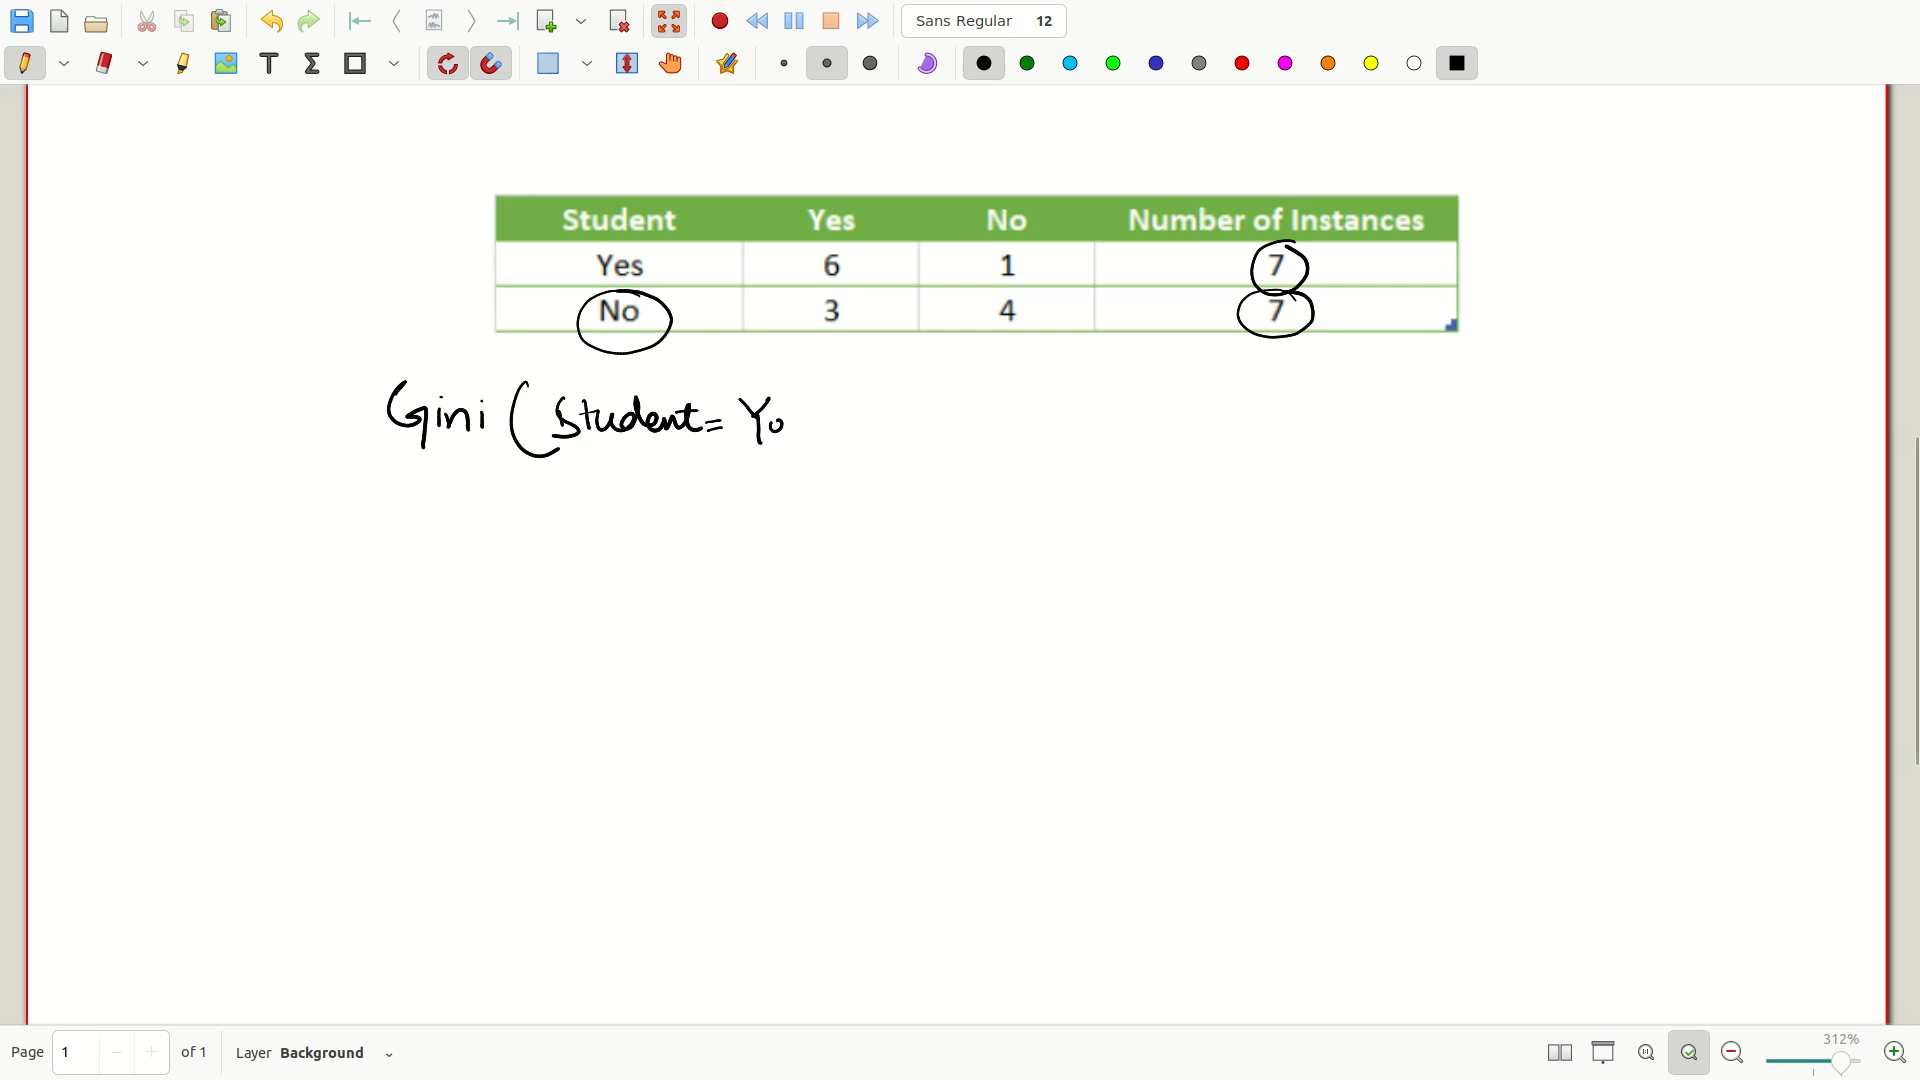 Sans Regular 12
Student Yes No Number of Instances
Yes 6 1 7
No 3 4 7
Gini (Student= Yo
Page 1 of 1 Layer Background 312%